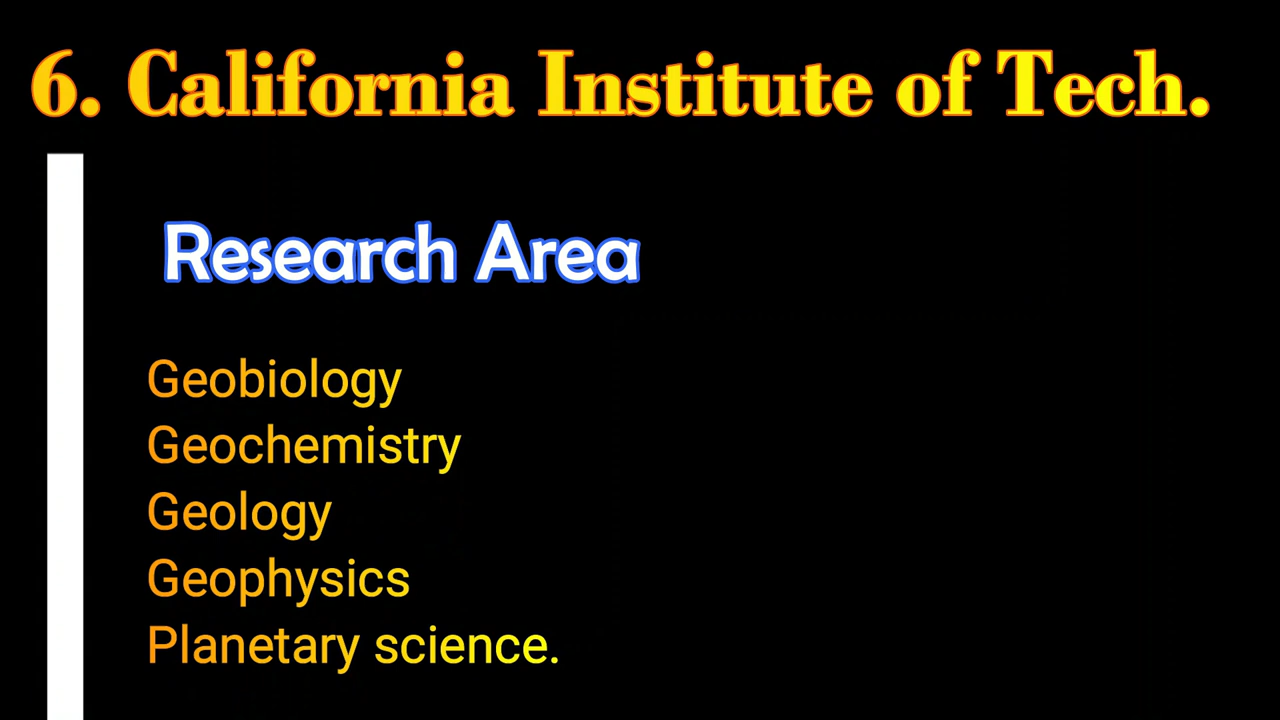 6. California Institute of Tech.
Research Area
Geobiology
Geochemistry
Geology
Geophysics
Planetary science.